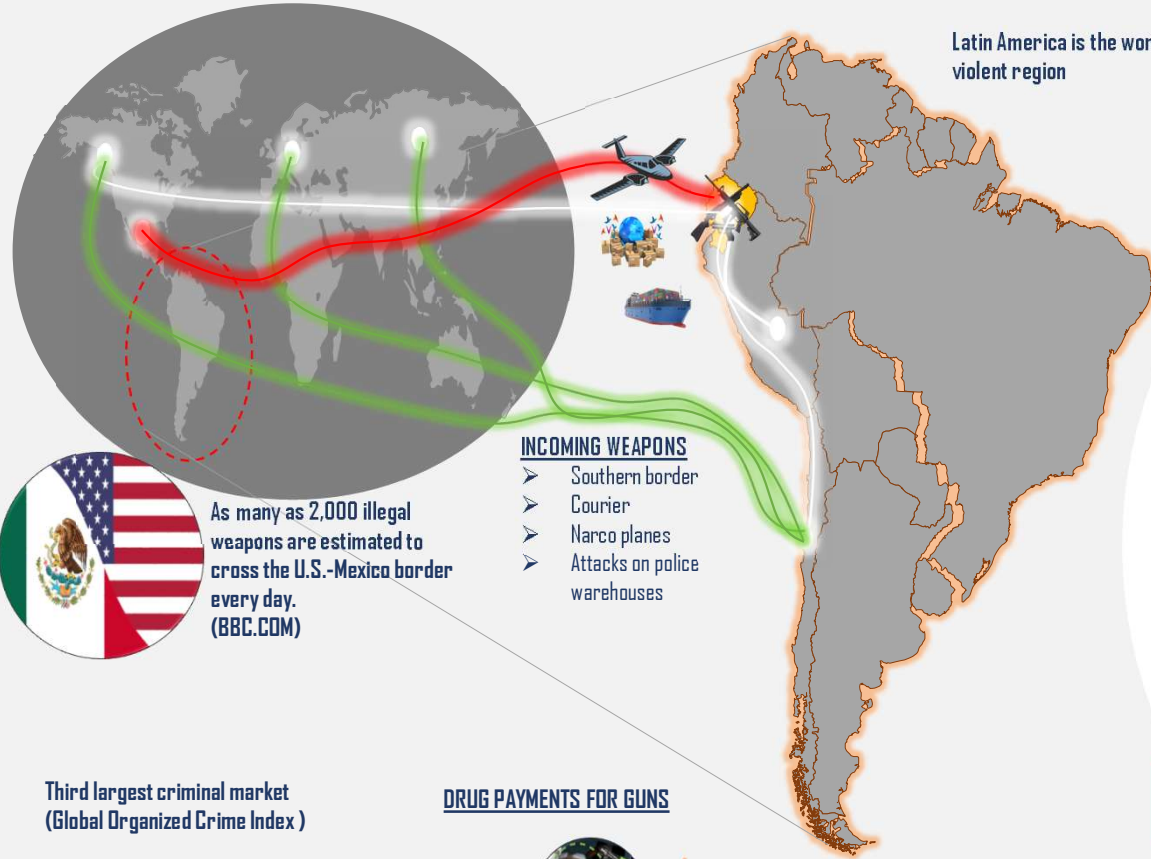 Latin America is the
violent region
INCOMING WEAPONS
➢ Southern border
➢ Courier
➢ Narco planes
➢ Attacks on police
warehouses
As many as 2,000 illegal
weapons are estimated to
cross the U.S.-Mexico border
every day.
(BBC.COM)
Third largest criminal market
(Global Organized Crime Index )
DRUG PAYMENTS FOR GUNS